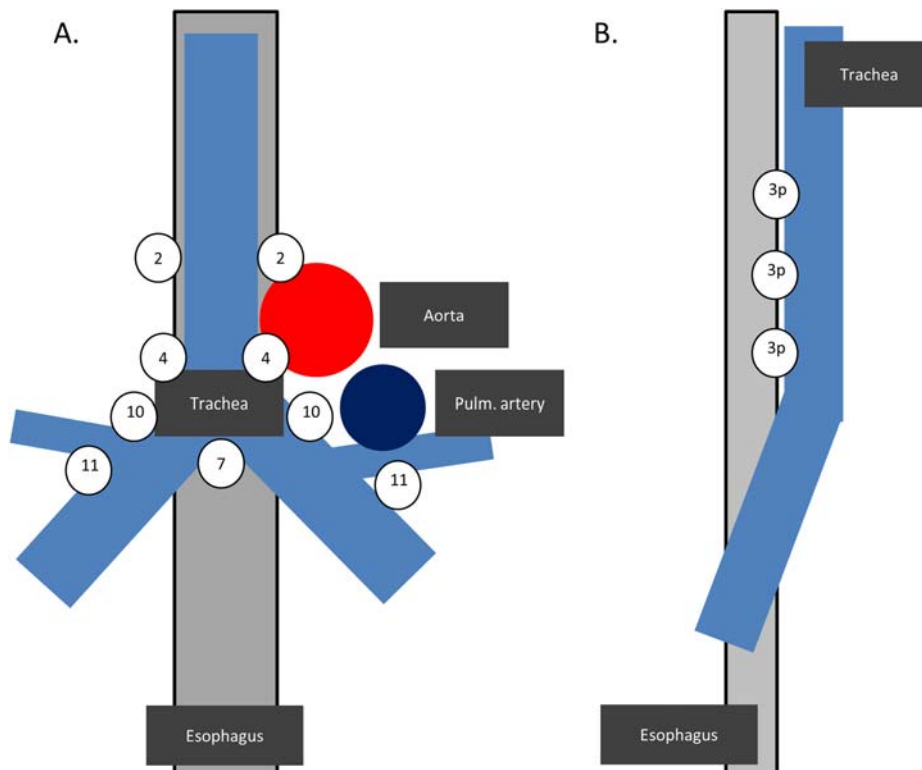 A.
B.
Trachea
3p
2
2
3p
Aorta
4
4
3p
Trachea
Pulm. artery
10
10
7
11
11
Esophagus
Esophagus